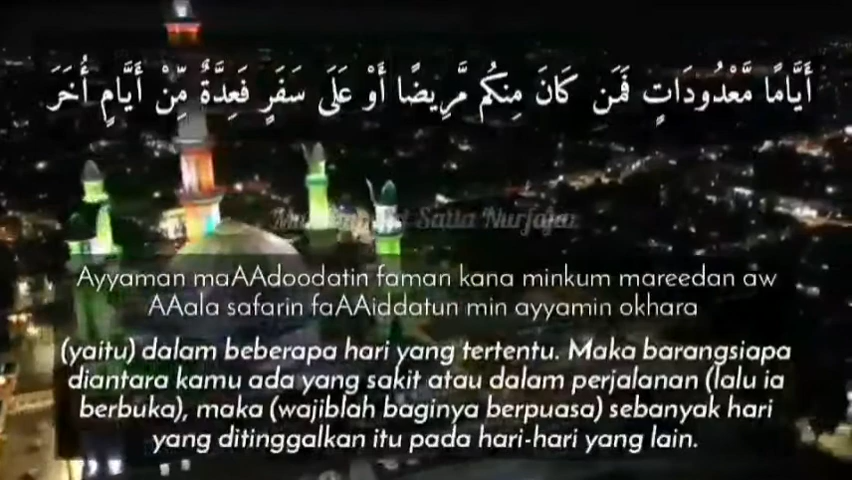 أَيَّامًا مَّعْدُودَاتٍ فَمَن كَانَ مِنكُم مَّرِيضًا أَوْ عَلَى سَفَرٍ فَعِدَّةٌ مِّنْ أَيَّامٍ أُخَرَ
Satta Nurfajar
Ayyaman maAAdoodatin faman kana minkum mareedan aw
AAala safarin faAAiddatun min ayyamin okhara
(yaitu) dalam beberapa hari yang tertentu. Maka barangsiapa
diantara kamu ada yang sakit atau dalam perjalanan (lalu ia
berbuka), maka (wajiblah baginya berpuasa) sebanyak hari
yang ditinggalkan itu pada hari-hari yang lain.